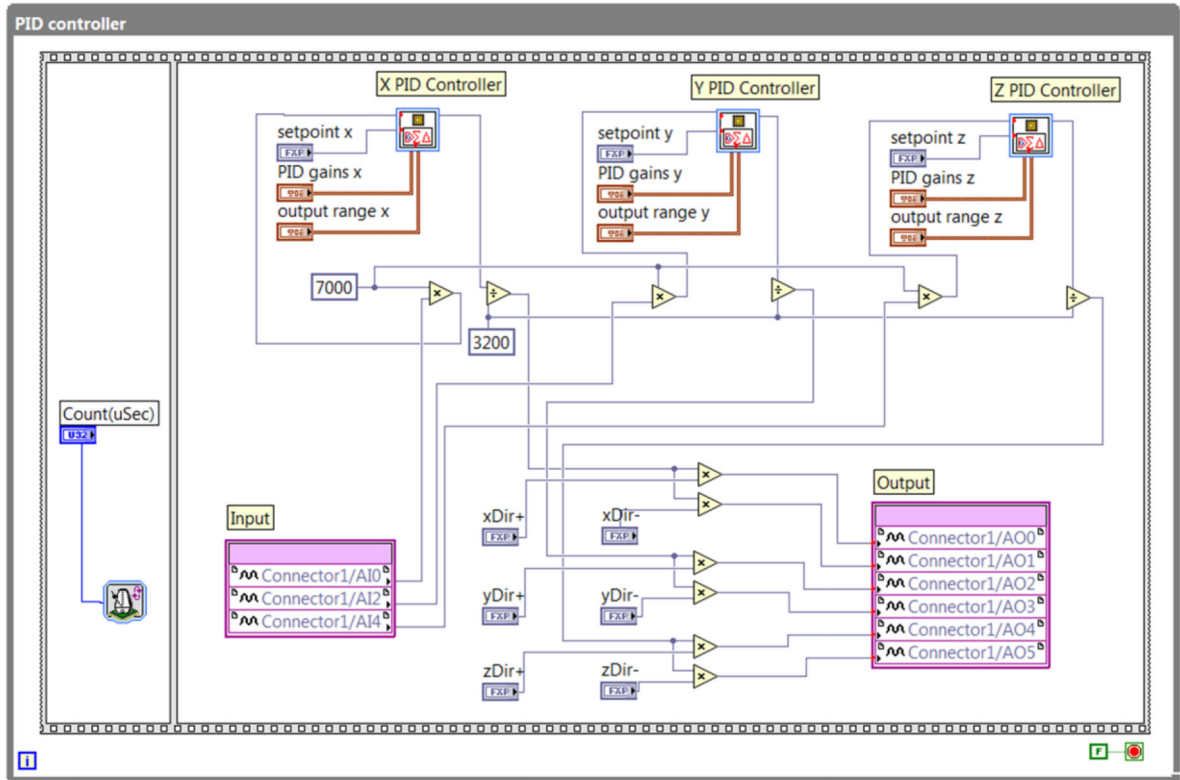 PID controller
X PID Controller
Y PID Controller
Z PID Controller
setpoint x
FXP
PID gains x
output range x
setpoint y
FXP
PID gains y
output range y
setpoint z
FXP
PID gains z
output range z
7000
3200
Count(uSec)
U32
Input
Connector1/AI0
Connector1/AI2
Connector1/AI4
xDir+
FXP
xDir-
FXP
yDir+
FXP
yDir-
FXP
zDir+
FXP
zDir-
FXP
Output
Connector1/AO0
Connector1/AO1
Connector1/AO2
Connector1/AO3
Connector1/AO4
Connector1/AO5
i
F